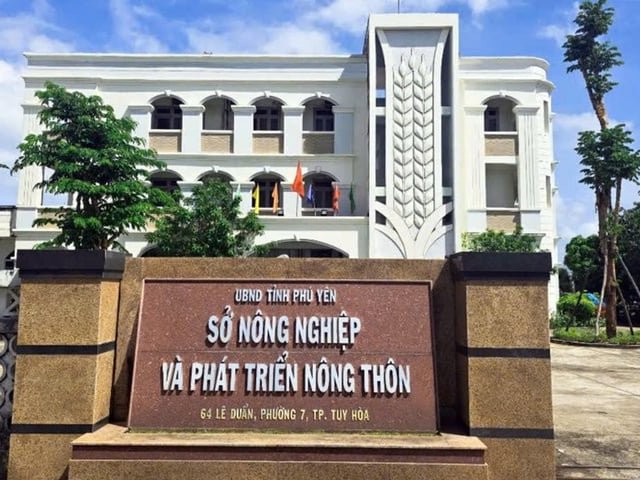 UBND TỈNH PHÚ YÊN
SỞ NÔNG NGHIỆP
VÀ PHÁT TRIỂN NÔNG THÔN
64 LÊ DUẨN, PHƯỜNG 7, TP. TUY HÒA